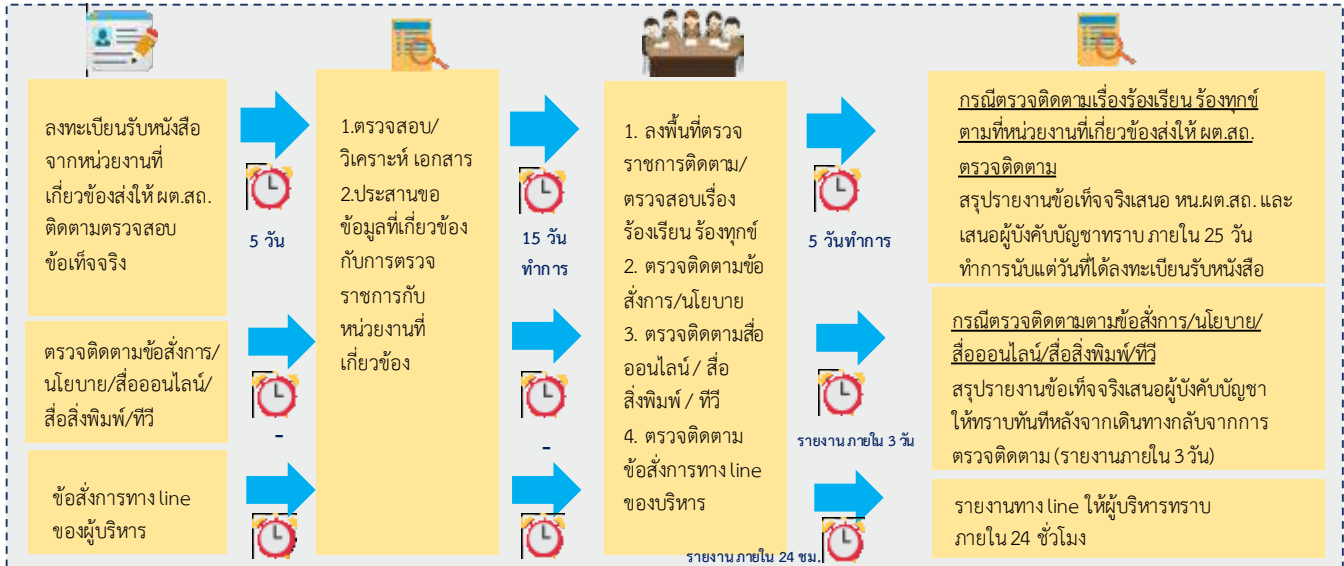 ลงทะเบียนรับหนังสือ
จากหน่วยงานที่
เกี่ยวข้องส่งให้ ผต.สถ.
ติดตามตรวจสอบ
ข้อเท็จจริง
5 วัน
1.ตรวจสอบ/
วิเคราะห์ เอกสาร
2.ประสานขอ
ข้อมูลที่เกี่ยวข้อง
กับการตรวจ
ราชการกับ
หน่วยงานที่
เกี่ยวข้อง
15 วัน
ทำการ
1. ลงพื้นที่ตรวจ
ราชการติดตาม/
ตรวจสอบเรื่อง
ร้องเรียน ร้องทุกข์
2. ตรวจติดตามข้อ
สั่งการ/นโยบาย
3. ตรวจติดตามสื่อ
ออนไลน์ / สื่อ
สิ่งพิมพ์ / ทีวี
4. ตรวจติดตาม
ข้อสั่งการทาง line
ของบริหาร
5 วันทำการ
กรณีตรวจติดตามเรื่องร้องเรียน ร้องทุกข์
ตามที่หน่วยงานที่เกี่ยวข้องส่งให้ ผต.สถ.
ตรวจติดตาม
สรุปรายงานข้อเท็จจริงเสนอ หน.ผต.สถ. และ
เสนอผู้บังคับบัญชาทราบ ภายใน 25 วัน
ทำการนับแต่วันที่ได้ลงทะเบียนรับหนังสือ
ตรวจติดตามข้อสั่งการ/
นโยบาย/สื่อออนไลน์/
สื่อสิ่งพิมพ์/ทีวี
-
-
รายงาน ภายใน 3 วัน
กรณีตรวจติดตามตามข้อสั่งการ/นโยบาย/
สื่อออนไลน์/สื่อสิ่งพิมพ์/ทีวี
สรุปรายงานข้อเท็จจริงเสนอผู้บังคับบัญชา
ให้ทราบทันทีหลังจากเดินทางกลับจากการ
ตรวจติดตาม (รายงานภายใน 3 วัน)
ข้อสั่งการทาง line
ของผู้บริหาร
รายงาน ภายใน 24 ชม.
รายงานทาง line ให้ผู้บริหารทราบ
ภายใน 24 ชั่วโมง